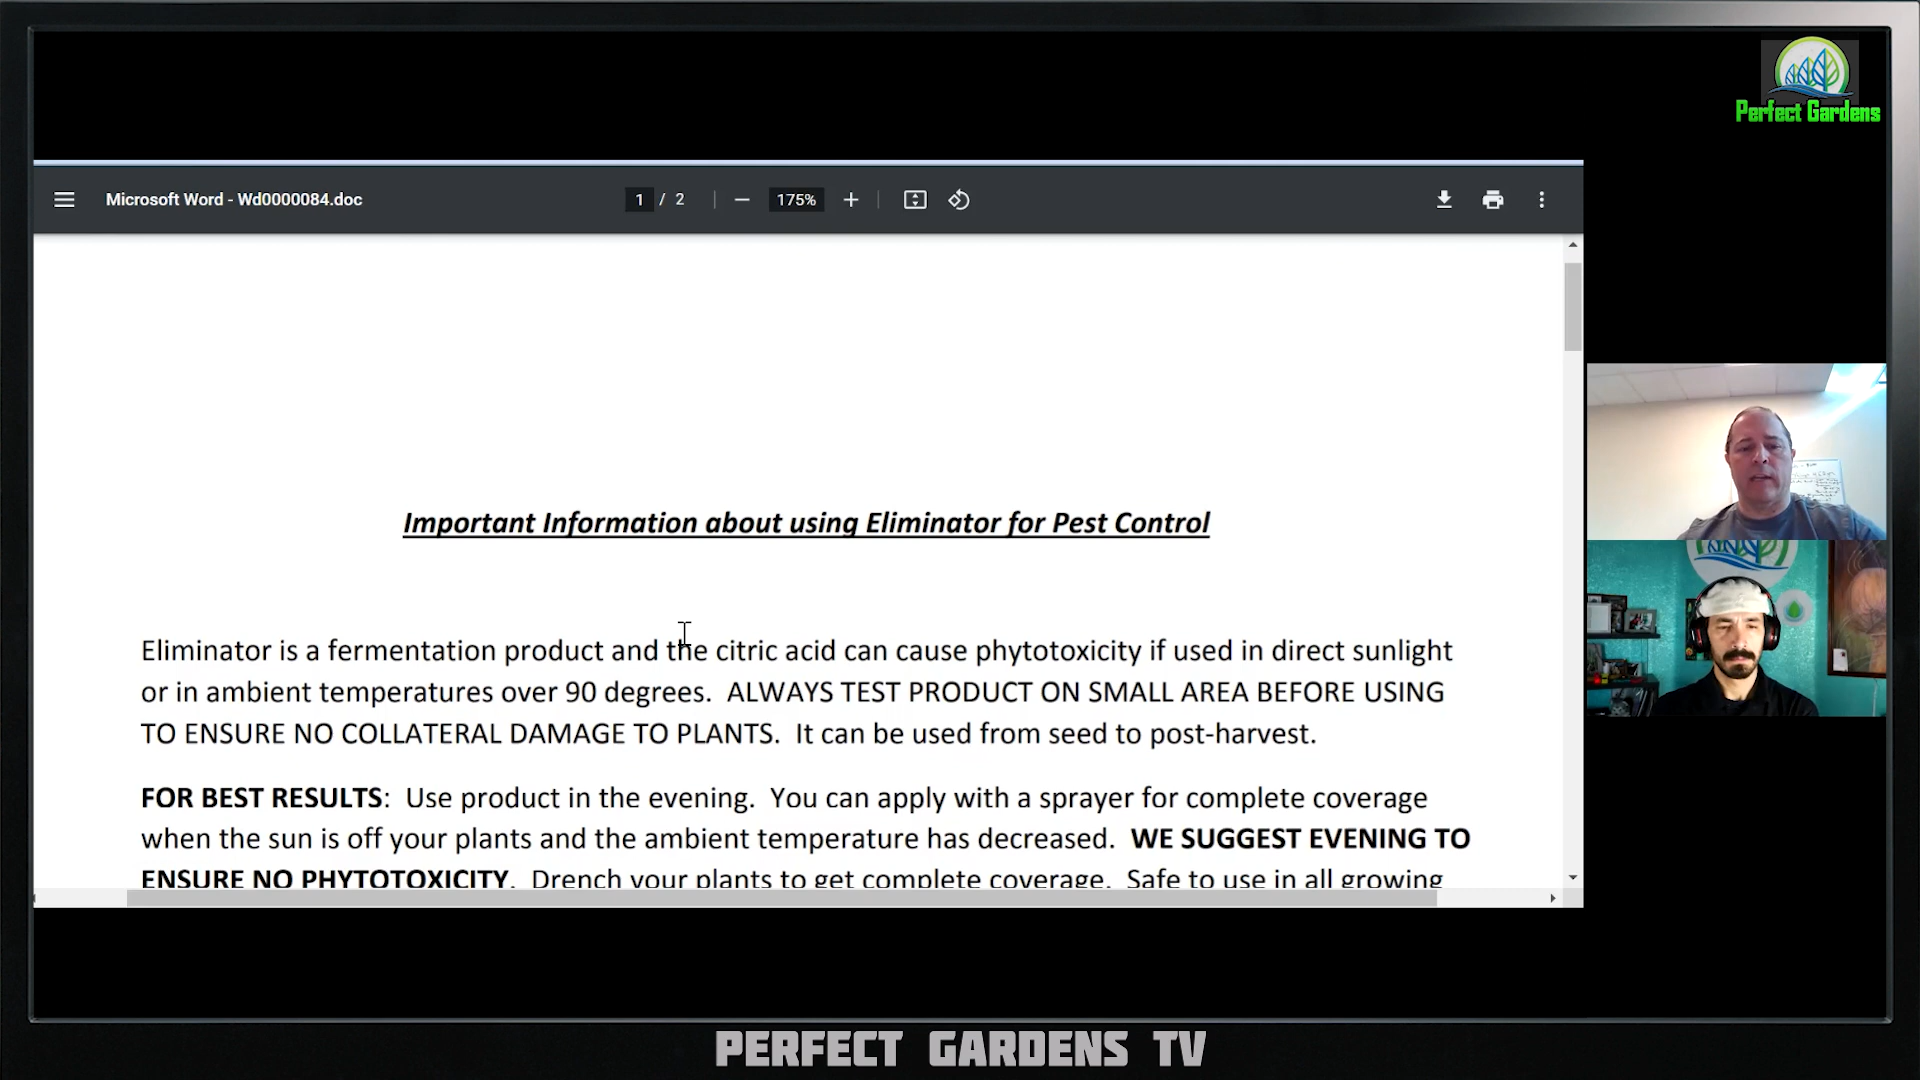 Perfect Gardens
Microsoft Word - Wd0000084.doc
1 / 2
175%
Important Information about using Eliminator for Pest Control
Eliminator is a fermentation product and the citric acid can cause phytotoxicity if used in direct sunlight
or in ambient temperatures over 90 degrees. ALWAYS TEST PRODUCT ON SMALL AREA BEFORE USING
TO ENSURE NO COLLATERAL DAMAGE TO PLANTS. It can be used from seed to post-harvest.
FOR BEST RESULTS: Use product in the evening. You can apply with a sprayer for complete coverage
when the sun is off your plants and the ambient temperature has decreased. WE SUGGEST EVENING TO
ENSURE NO PHYTOTOXICITY. Drench your plants to get complete coverage. Safe to use in all growing
PERFECT GARDENS TV